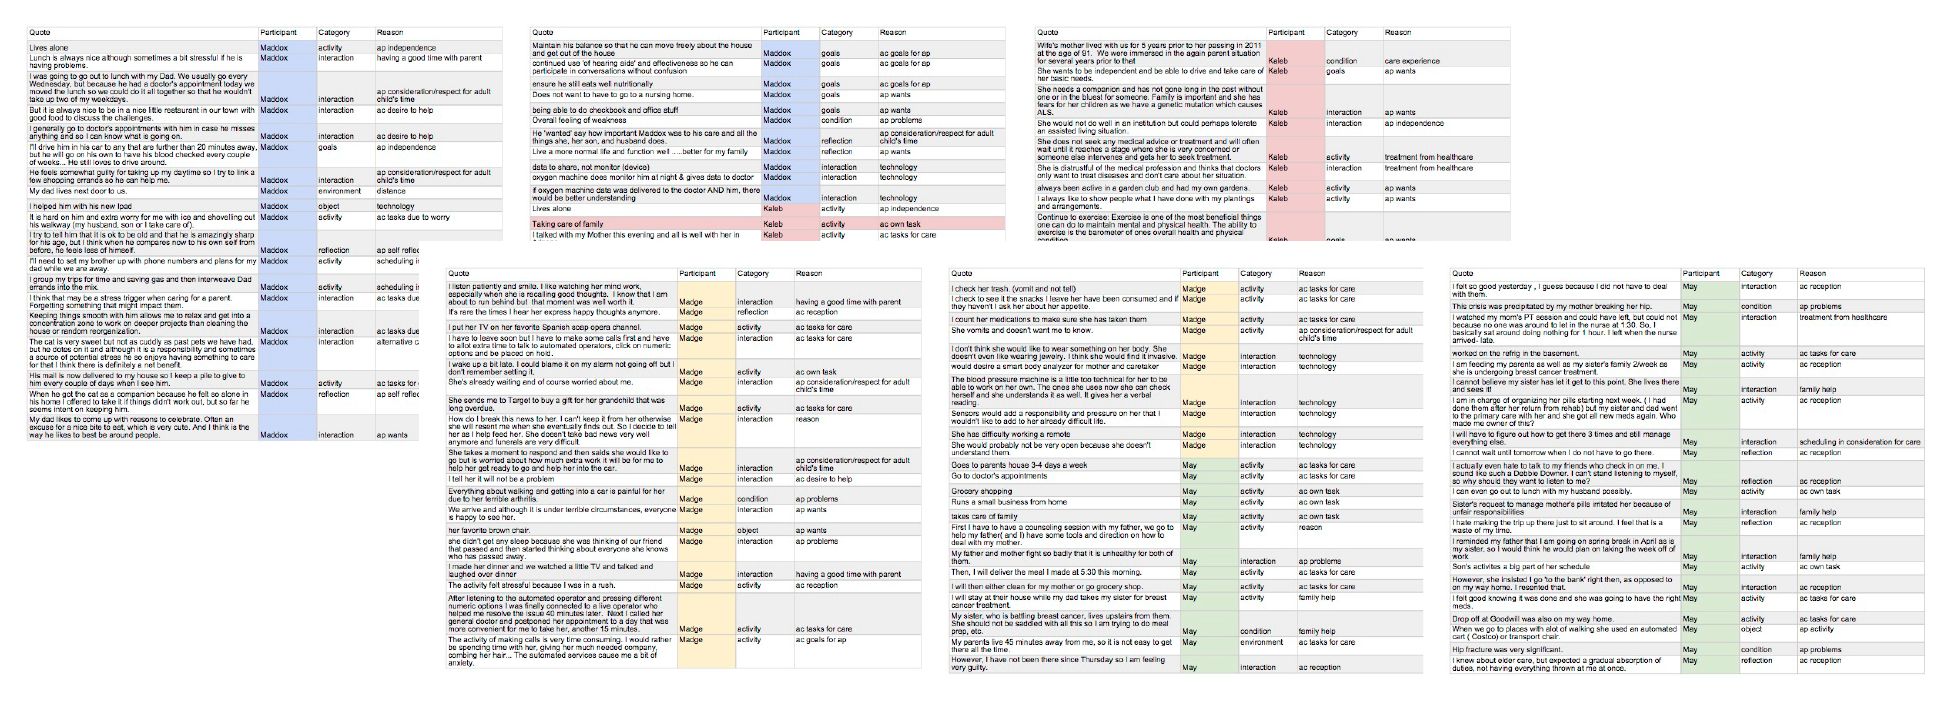 Quote Participant Category Reason
Lives alone Maddox activity ap independence
Lunch is always nice although sometimes a bit stressful if he is Maddox interaction having a good time with parent
having problems.
I was going to go out to lunch with my Dad. We usually go every
Wednesday, but because he had a doctor's appointment today we
moved the lunch so we could do it all together so that he wouldn't ap consideration/respect for adult
take up two of my weekdays. Maddox interaction child's time
But it is always nice to be in a nice little restaurant in our town with Maddox interaction ac desire to help
good food to discuss the challenges.
I generally go to doctor's appointments with him in case he misses
anything and so I can know what is going on. Maddox interaction ac desire to help
I'll drive him in his car to any that are further than 20 minutes away, Maddox goals ap independence
but he will go on his own to have his blood checked every couple
of weeks... He still loves to drive around.
He feels somewhat guilty for taking up my daytime so I try to link a ap consideration/respect for adult
few shopping errands so he can help me. Maddox interaction child's time
My dad lives next door to us. Maddox environment distance
I helped him with his new Ipad Maddox object technology
It is hard on him and extra worry for me with ice and shovelling out Maddox activity ac tasks due to worry
his walkway (my husband, son or I take care of).
I try to tell him that it is ok to be old and that he is amazingly sharp
for his age, but I think when he compares now to his own self from
before, he feels less of himself. Maddox reflection ap self reflec
I'll need to set my brother up with phone numbers and plans for my Maddox activity scheduling i
dad while we are away.
I group my trips for time and saving gas and then interweave Dad
errands into the mix. Maddox activity scheduling i
I think that may be a stress trigger when caring for a parent. Maddox interaction ac tasks due
Forgetting something that might impact them.
Keeping things smooth with him allows me to relax and get into a
concentration zone to work on deeper projects than cleaning the
house or random reorganization. Maddox activity ac tasks due
The cat is very sweet but not as cuddly as past pets we have had, Maddox interaction alternative c
but he dotes on it and although it is a responsibility and sometimes
a source of potential stress he so enjoys having something to care
for that I think there is definitely a net benefit.
His mail is now delivered to my house so I keep a pile to give to
him every couple of days when I see him. Maddox activity ac tasks for
When he got the cat as a companion because he felt so alone in Maddox reflection ap self reflec
his home I offered to take it if things didn't work out, but so far he
seems intent on keeping him.
My dad likes to come up with reasons to celebrate. Often an
excuse for a nice bite to eat, which is very cute. And I think is the
way he likes to best be around people. Maddox interaction ap wants
Quote Participant Category Reason
Maintain his balance so that he can move freely about the house
and get out of the house Maddox goals ac goals for ap
continued use 'of hearing aids' and effectiveness so he can Maddox goals ac goals for ap
participate in conversations without confusion
ensure he still eats well nutritionally Maddox goals ac goals for ap
Does not want to have to go to a nursing home. Maddox goals ap wants
being able to do checkbook and office stuff Maddox goals ap wants
Overall feeling of weakness Maddox condition ap problems
He 'wanted' say how important Maddox was to his care and all the ap consideration/respect for adult
things she, her son, and husband does. Maddox reflection child's time
Live a more normal life and function well .....better for my family Maddox reflection ap wants
data to share, not monitor (device) Maddox interaction technology
oxygen machine does monitor him at night & gives data to doctor Maddox interaction technology
if oxygen machine data was delivered to the doctor AND him, there
would be better understanding Maddox interaction technology
Lives alone Kaleb activity ap independence
Taking care of family Kaleb activity ac own task
I talked with my Mother this evening and all is well with her in Kaleb activity ac tasks for care
Quote Participant Category Reason
Wife's mother lived with us for 5 years prior to her passing in 2011
at the age of 91. We were immersed in the again parent situation
for several years prior to that Kaleb condition care experience
She wants to be independent and be able to drive and take care of Kaleb goals ap wants
her basic needs.
She needs a companion and has not gone long in the past without
one or in the bluest for someone. Family is important and she has
fears for her children as we have a genetic mutation which causes
ALS. Kaleb interaction ap wants
She would not do well in an institution but could perhaps tolerate Kaleb interaction ap independence
an assisted living situation.
She does not seek any medical advice or treatment and will often
wait until it reaches a stage where she is very concerned or
someone else intervenes and gets her to seek treatment. Kaleb activity treatment from healthcare
She is distrustful of the medical profession and thinks that doctors Kaleb interaction treatment from healthcare
only want to treat diseases and don't care about her situation.
always been active in a garden club and had my own gardens. Kaleb activity ap wants
I always like to show people what I have done with my plantings Kaleb activity ap wants
and arrangements.
Continue to exercise: Exercise is one of the most beneficial things
one can do to maintain mental and physical health. The ability to
exercise is the barometer of ones overall health and physical
condition. Kaleb goals ap wants
Quote Participant Category Reason
I listen patiently and smile. I like watching her mind work,
especially when she is recalling good thoughts. I know that I am
about to run behind but that moment was well worth it. Madge interaction having a good time with parent
It's rare the times I hear her express happy thoughts anymore. Madge reflection ac reception
I put her TV on her favorite Spanish soap opera channel. Madge activity ac tasks for care
I have to leave soon but I have to make some calls first and have Madge interaction ac tasks for care
to allot extra time to talk to automated operators, click on numeric
options and be placed on hold.
I wake up a bit late. I could blame it on my alarm not going off but I
don't remember setting it. Madge activity ac own task
She's already waiting end of course worried about me. Madge interaction ap consideration/respect for adult
child's time
She sends me to Target to buy a gift for her grandchild that was
long overdue. Madge activity ac tasks for care
How do I break this news to her. I can't keep it from her otherwise Madge interaction reason
she will resent me when she eventually finds out. So I decide to tell
her as I help feed her. She doesn't take bad news very well
anymore and funerals are very difficult.
She takes a moment to respond and then saids she would like to
go but is worried about how much extra work it will be for me to ap consideration/respect for adult
help her get ready to go and help her into the car. Madge interaction child's time
I tell her it will not be a problem Madge interaction ac desire to help
Everything about walking and getting into a car is painful for her
due to her terrible arthritis. Madge condition ap problems
We arrive and although it is under terrible circumstances, everyone Madge interaction ap wants
is happy to see her.
her favorite brown chair. Madge object ap wants
she didn't get any sleep because she was thinking of our friend Madge interaction ap problems
that passed and then started thinking about everyone she knows
who has passed away.
I made her dinner and we watched a little TV and talked and
laughed over dinner Madge interaction having a good time with parent
The activity felt stressful because I was in a rush. Madge activity ac reception
After listening to the automated operator and pressing different
numeric options I was finally connected to a live operator who
helped me resolve the issue 40 minutes later. Next I called her
general doctor and postponed her appointment to a day that was
more convenient for me to take her, another 15 minutes. Madge activity ac tasks for care
The activity of making calls is very time consuming. I would rather Madge activity ac goals for ap
be spending time with her, giving her much needed company,
combing her hair... The automated services cause me a bit of
anxiety.
Quote Participant Category Reason
I check her trash. (vomit and not tell) Madge activity ac tasks for care
I check to see it the snacks I leave her have been consumed and if Madge activity ac tasks for care
they haven't I ask her about her appetite.
I count her medications to make sure she has taken them Madge activity ac tasks for care
She vomits and doesn't want me to know. Madge activity ap consideration/respect for adult
child's time
I don't think she would like to wear something on her body. She
doesn't even like wearing jewelry. I think she would find it invasive. Madge interaction technology
would desire a smart body analyzer for mother and caretaker Madge interaction technology
The blood pressure machine is a little too technical for her to be
able to work on her own. The ones she uses now she can check
herself and she understands it as well. It gives her a verbal
reading. Madge interaction technology
Sensors would add a responsibility and pressure on her that I Madge interaction technology
wouldn't like to add to her already difficult life.
She has difficulty working a remote Madge interaction technology
She would probably not be very open because she doesn't Madge interaction technology
understand them.
Goes to parents house 3-4 days a week May activity ac tasks for care
Go to doctor's appointments May activity ac tasks for care
Grocery shopping May activity ac own task
Runs a small business from home May activity ac own task
takes care of family May activity ac own task
First I have to have a counseling session with my father, we go to May activity reason
help my father( and I) have some tools and direction on how to
deal with my mother.
My father and mother fight so badly that it is unhealthy for both of
them. May interaction ap problems
Then, I will deliver the meal I made at 5:30 this morning. May activity ac tasks for care
I will then either clean for my mother or go grocery shop. May activity ac tasks for care
I will stay at their house while my dad takes my sister for breast May activity family help
cancer treatment.
My sister, who is battling breast cancer, lives upstairs from them.
She should not be saddled with all this so I am trying to do meal
prep, etc. May condition family help
My parents live 45 minutes away from me, so it is not easy to get May environment ac tasks for care
there all the time.
However, I have not been there since Thursday so I am feeling
very guilty. May interaction ac reception
Quote Participant Category Reason
I felt so good yesterday , I guess because I did not have to deal May interaction ac reception
with them.
This crisis was precipitated by my mother breaking her hip. May condition ap problems
I watched my mom's PT session and could have left, but could not May interaction treatment from healthcare
because no one was around to let in the nurse at 1:30. So, I
basically sat around doing nothing for 1 hour. I left when the nurse
arrived- late.
worked on the refrig in the basement. May activity ac tasks for care
I am feeding my parents as well as my sister's family 2/week as May activity ac tasks for care
she is undergoing breast cancer treatment.
I cannot believe my sister has let it get to this point. She lives there
and sees it! May interaction family help
I am in charge of organizing her pills starting next week. ( I had May activity ac reception
done them after her return from rehab) but my sister and dad went
to the primary care with her and she got all new meds again. Who
made me owner of this?
I will have to figure out how to get there 3 times and still manage
everything else. May interaction scheduling in consideration for care
I cannot wait until tomorrow when I do not have to go there. May reflection ac reception
I actually even hate to talk to my friends who check in on me. I
sound like such a Debbie Downer. I can't stand listening to myself,
so why should they want to listen to me? May reflection ac reception
I can even go out to lunch with my husband possibly. May activity ac own task
Sister's request to manage mother's pills irritated her because of
unfair responsibilities May interaction family help
I hate making the trip up there just to sit around. I feel that is a May reflection ac reception
waste of my time.
I reminded my father that I am going on spring break in April as is
my sister, so I would think he would plan on taking the week off of
work May interaction family help
Son's activites a big part of her schedule May activity ac own task
However, she insisted I go 'to the bank' right then, as opposed to
on my way home. I resented that. May interaction ac reception
I felt good knowing it was done and she was going to have the right May activity ac tasks for care
meds.
Drop off at Goodwill was also on my way home. May activity ac tasks for care
When we go to places with alot of walking she used an automated May object ap activity
cart ( Costco) or transport chair.
Hip fracture was very significant. May condition ap problems
I knew about elder care, but expected a gradual absorption of May reflection ac reception
duties, not having everything thrown at me at once.